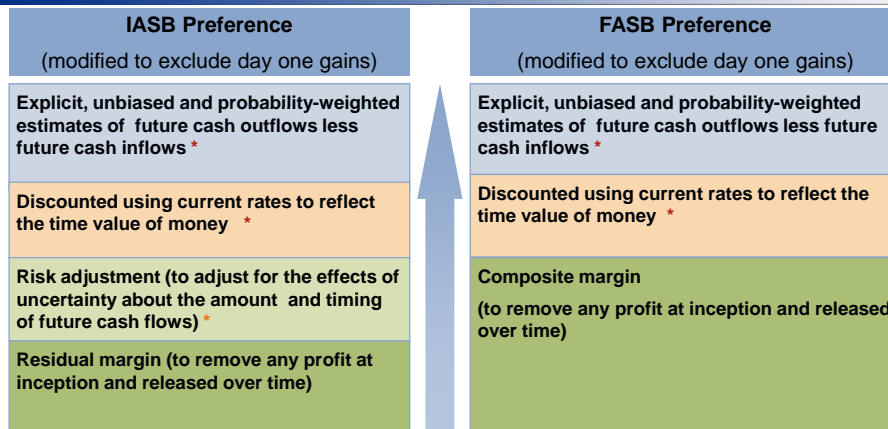 IASB Preference
(modified to exclude day one gains)
Explicit, unbiased and probability-weighted
estimates of future cash outflows less
future cash inflows *
Discounted using current rates to reflect
the time value of money *
Risk adjustment (to adjust for the effects of
uncertainty about the amount and timing
of future cash flows) *
Residual margin (to remove any profit at
inception and released over time)
FASB Preference
(modified to exclude day one gains)
Explicit, unbiased and probability-weighted
estimates of future cash outflows less future
cash inflows *
Discounted using current rates to reflect the
time value of money *
Composite margin
(to remove any profit at inception and released
over time)